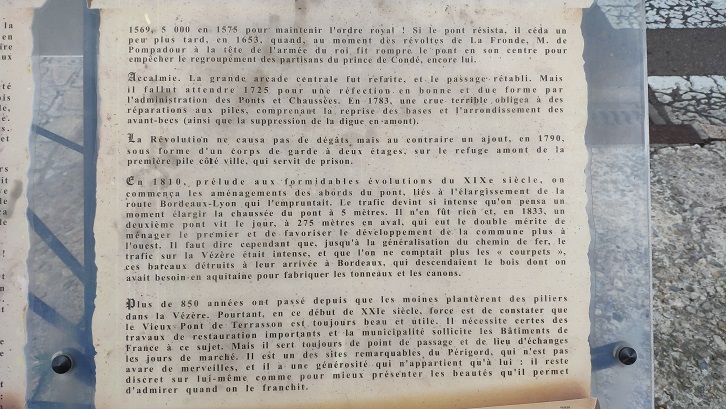 1569, 5 000 en 1575 pour maintenir l'ordre royal ! Si le pont résista, il céda un
peu plus tard, en 1653, quand, au moment des révoltes de La Fronde, M. de
Pompadour à la tête de l'armée du roi fit rompre le pont en son centre pour
empêcher le regroupement des partisans du prince de Condé, encore lui.
Accalmie. La grande arcade centrale fut refaite, et le passage rétabli. Mais
il fallut attendre 1725 pour une réfection en bonne et due forme par
l'administration des Ponts et Chaussées. En 1783, une crue terrible obligea à des
réparations aux piles, comprenant la reprise des bases et l'arrondissement des
avant-becs (ainsi que la suppression de la digue en-amont).
La Révolution ne causa pas de dégâts mais au contraire un ajout, en 1790,
sous forme d'un corps de garde à deux étages, sur le refuge amont de la
première pile côté ville, qui servit de prison.
En 1810, prélude aux formidables évolutions du XIXe siècle, on
commença les aménagements des abords du pont, liés à l'élargissement de la
route Bordeaux-Lyon qui l'empruntait. Le trafic devint si intense qu'on pensa un
moment élargir la chaussée du pont à 5 mètres. Il n'en fût rien et, en 1833, un
deuxième pont vit le jour, à 275 mètres en aval, qui eut le double mérite de
ménager le premier et de favoriser le développement de la commune plus à
l'ouest. Il faut dire cependant que, jusqu'à la généralisation du chemin de fer, le
trafic sur la Vézère était intense, et que l'on ne comptait plus les « courpets »,
ces bateaux détruits à leur arrivée à Bordeaux, qui descendaient le bois dont on
avait besoin en aquitaine pour fabriquer les tonneaux et les canons.
Plus de 850 années ont passé depuis que les moines plantèrent des piliers
dans la Vézère. Pourtant, en ce début de XXIe siècle, force est de constater que
le Vieux Pont de Terrasson est toujours beau et utile. Il nécessite certes des
travaux de restauration importants et la municipalité sollicite les Bâtiments de
France à ce sujet. Mais il sert toujours de point de passage et de lieu d'échanges
les jours de marché. Il est un des sites remarquables du Périgord, qui n'est pas
avare de merveilles, et il a une générosité qui n'appartient qu'à lui : il reste
discret sur lui-même comme pour mieux présenter les beautés qu'il permet
d'admirer quand on le franchit.